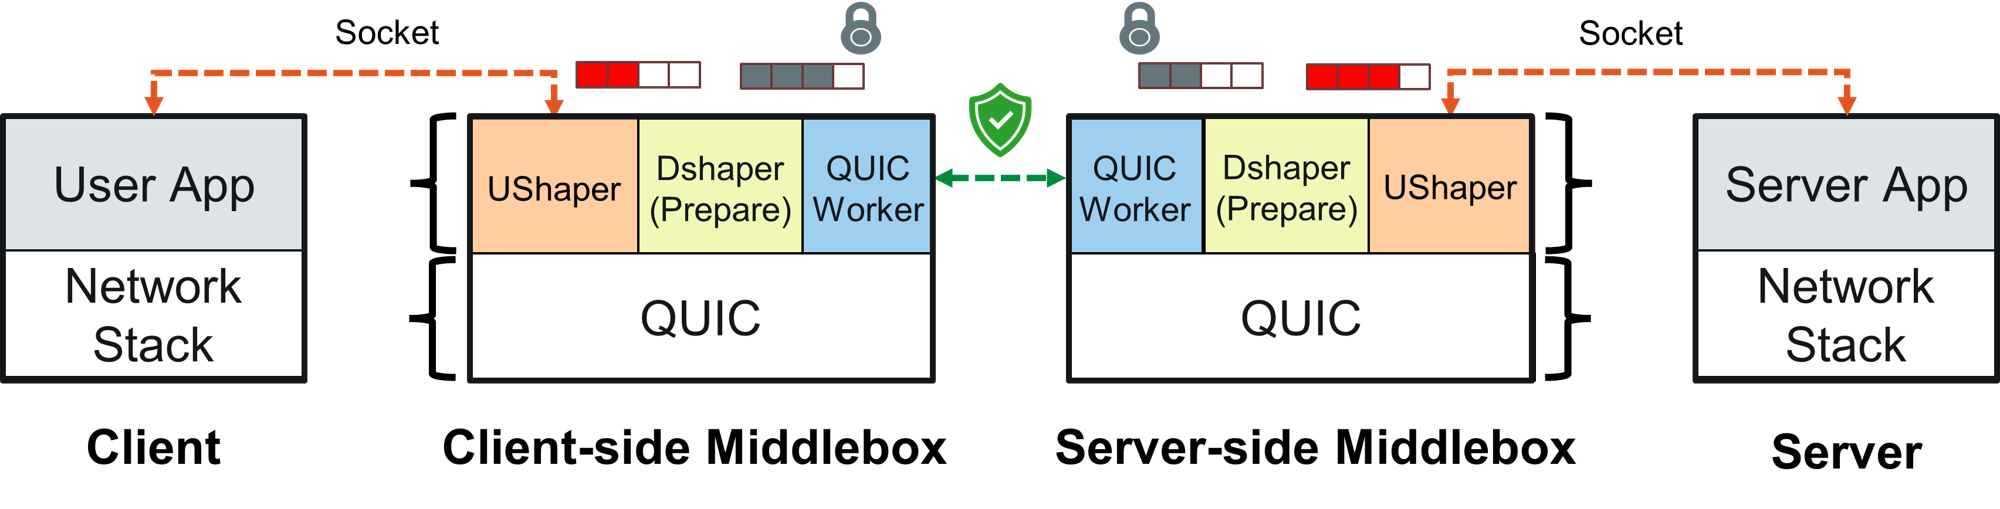 Socket
Socket
User App
Network
Stack
Client
UShaper
Dshaper
(Prepare)
QUIC
Worker
QUIC
Client-side Middlebox
QUIC
Worker
Dshaper
(Prepare)
UShaper
QUIC
Server-side Middlebox
Server App
Network
Stack
Server